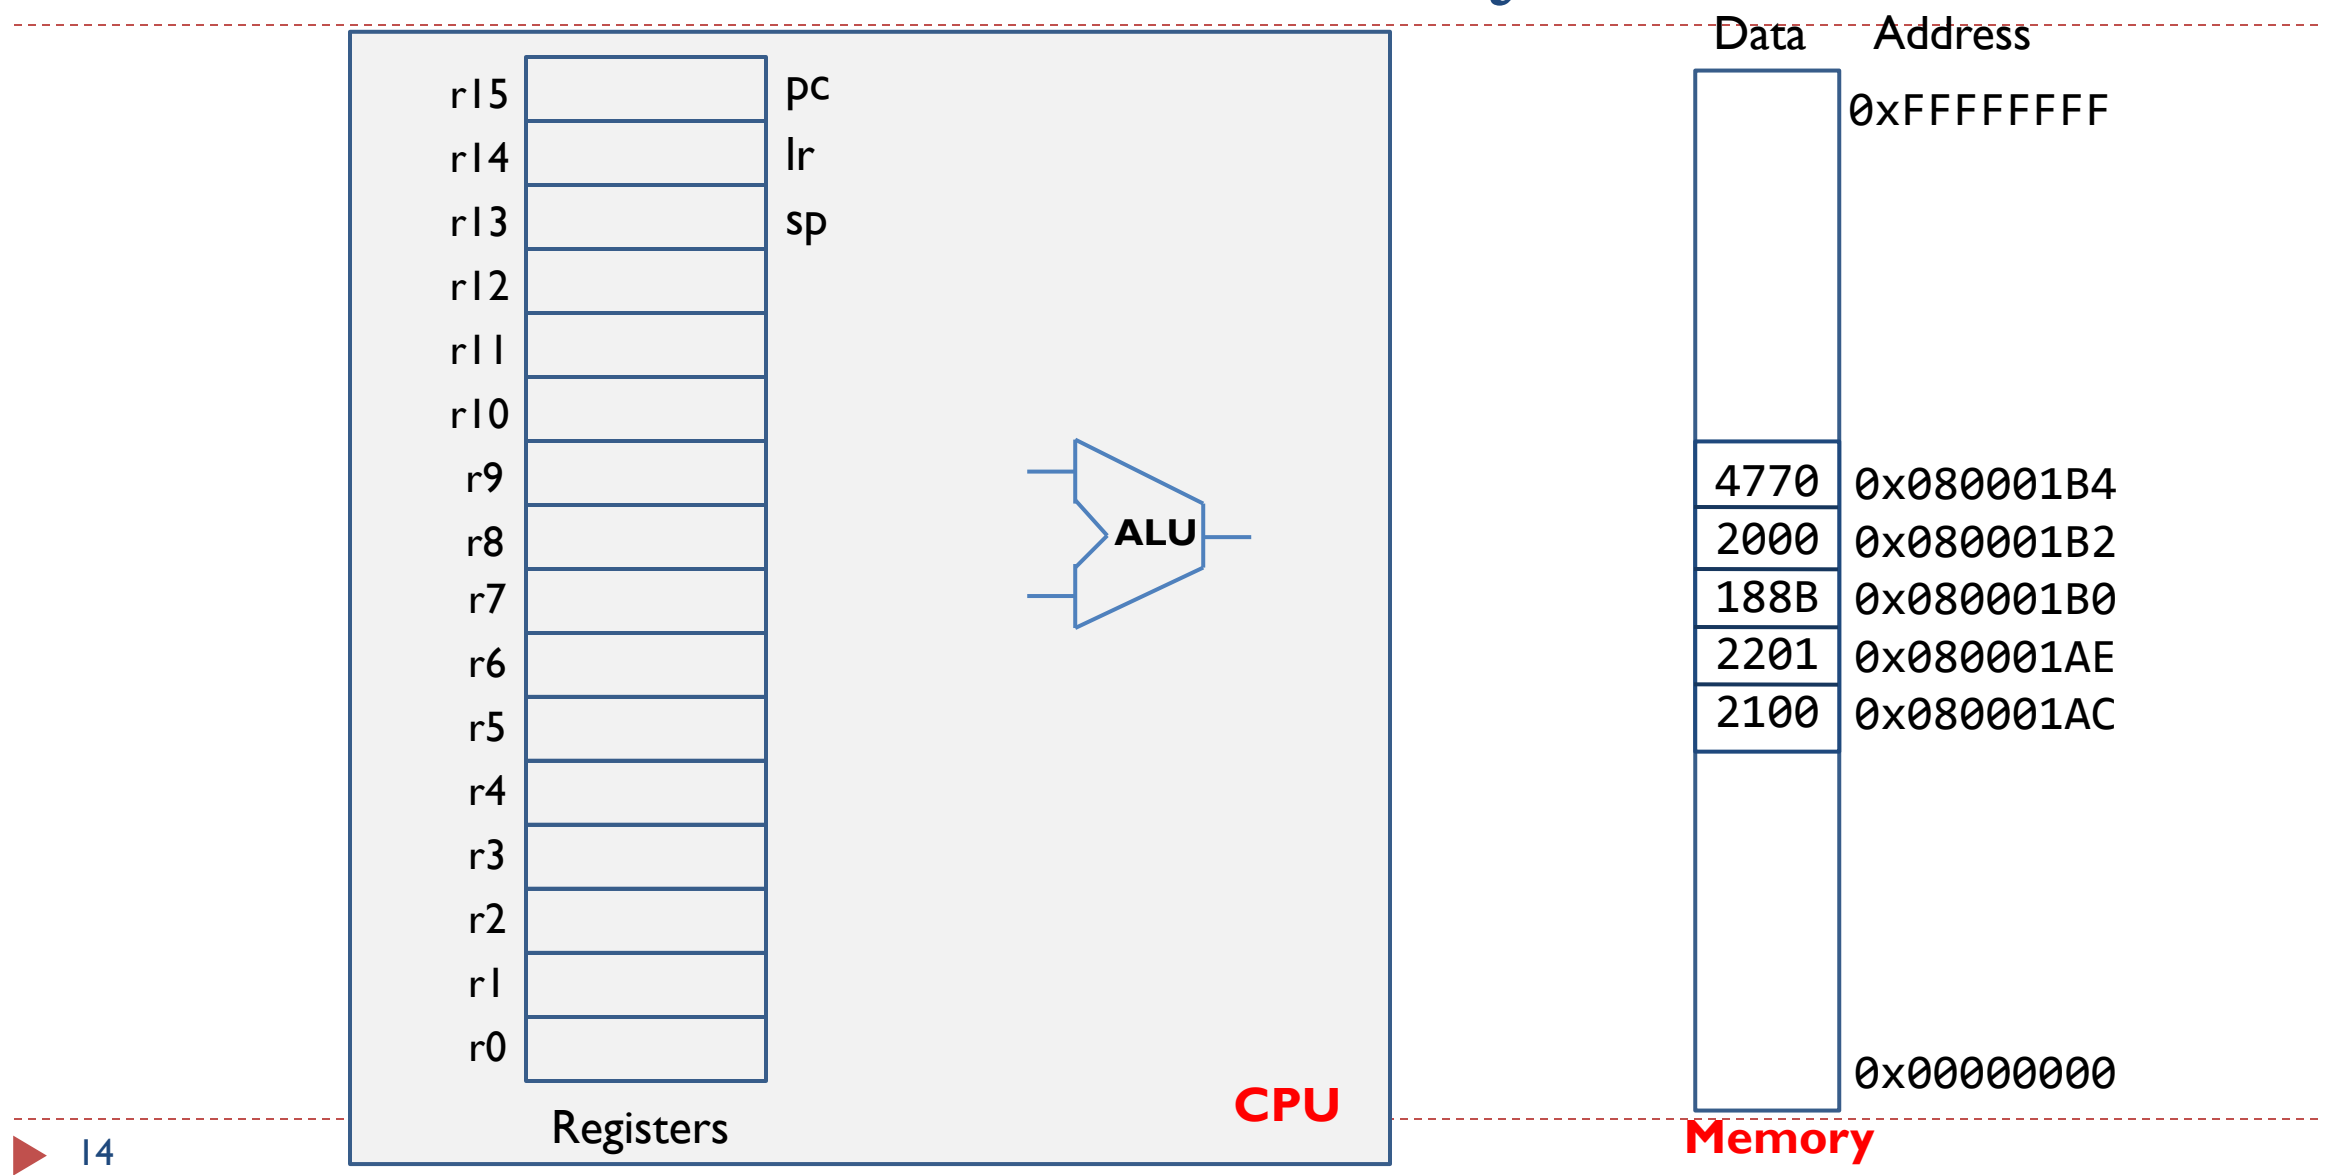 Data Address
r15 pc
0xFFFFFFFF
r14 lr
r13 sp
r12
r11
r10
r9
4770 0x080001B4
r8
ALU
2000 0x080001B2
r7
188B 0x080001B0
r6
2201 0x080001AE
r5
2100 0x080001AC
r4
r3
r2
r1
r0
0x00000000
CPU
Registers
Memory
14